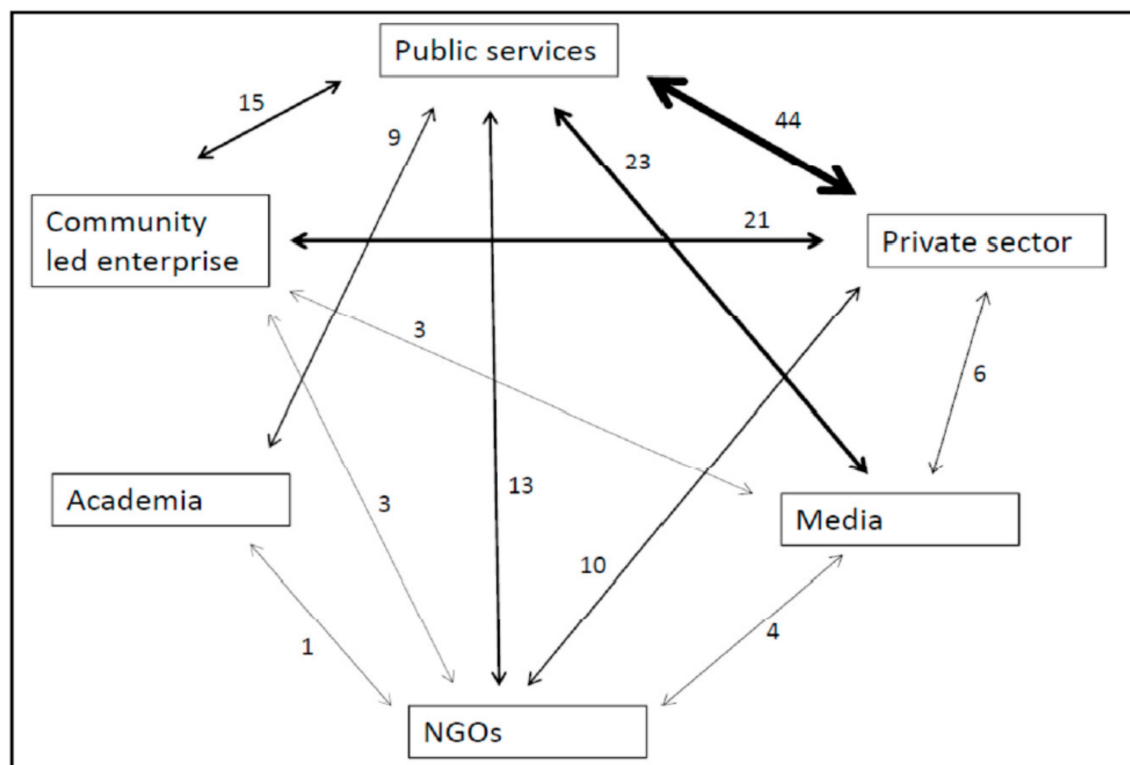 Public services
15
9
44
23
Community
led enterprise
21
Private sector
3
6
Academia
3
13
Media
10
1
4
NGOs